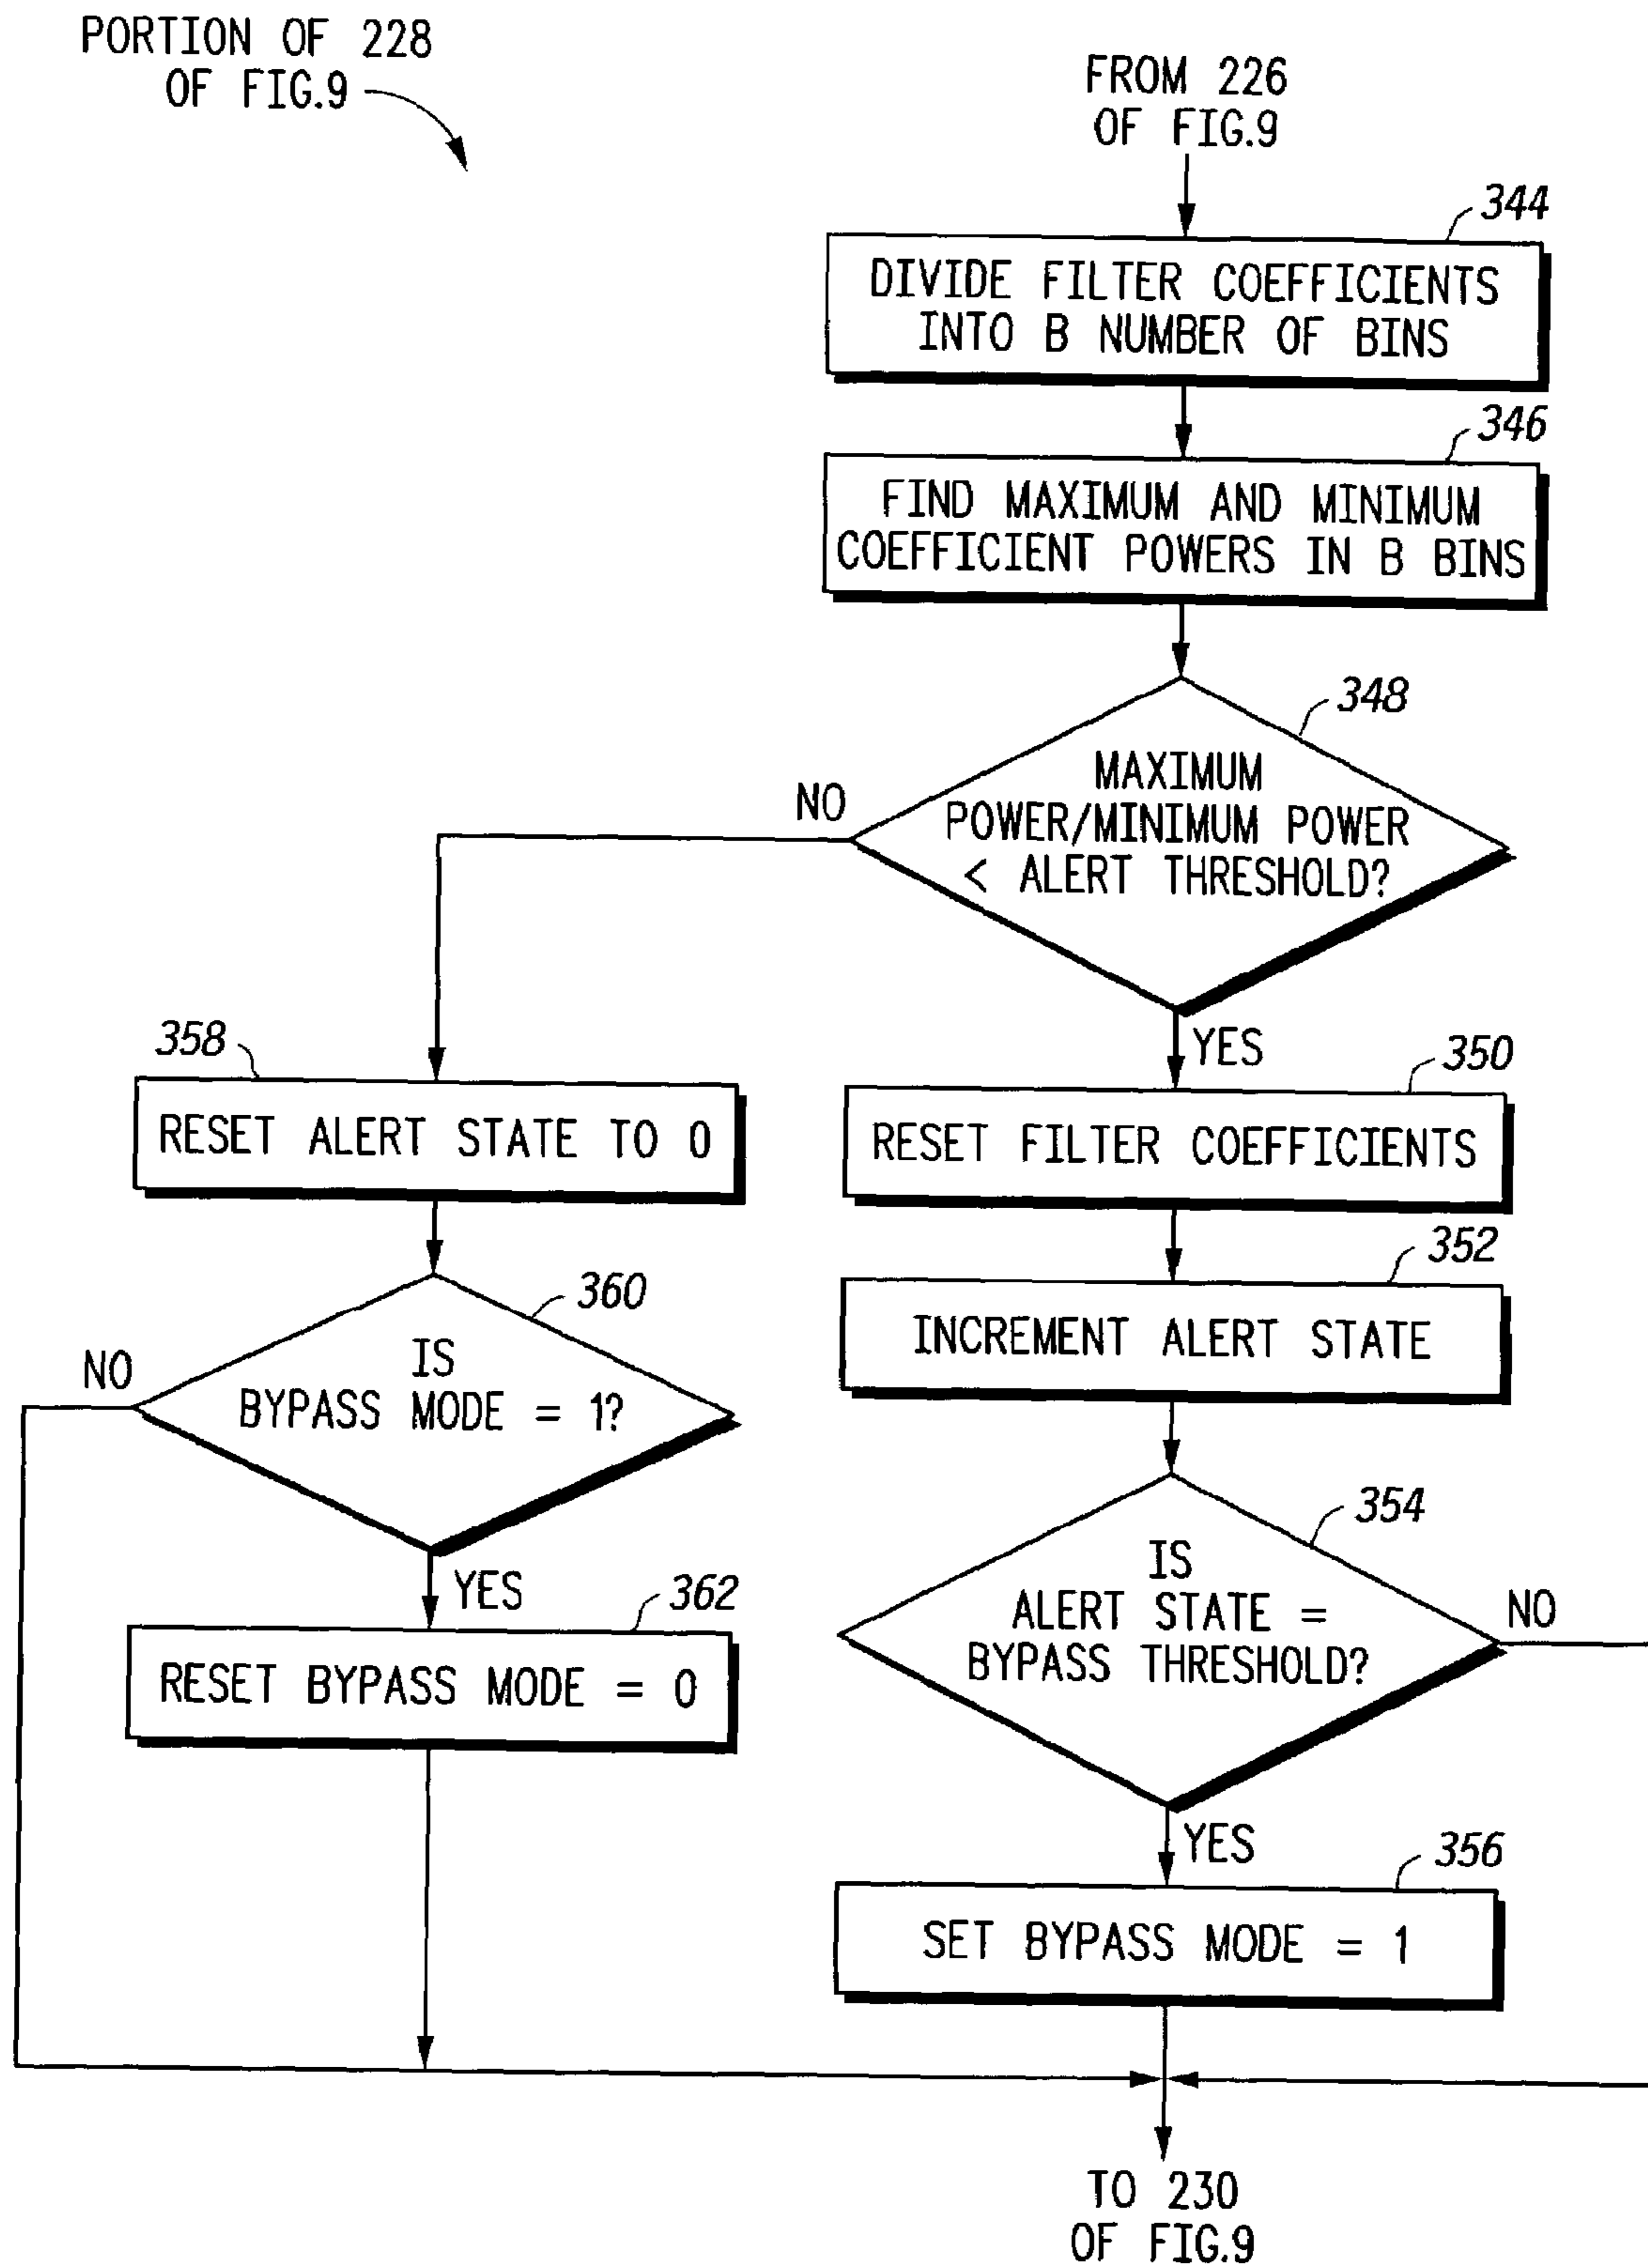 PORTION OF 228
OF FIG.9
FROM 226
OF FIG.9
344
DIVIDE FILTER COEFFICIENTS
INTO B NUMBER OF BINS
346
FIND MAXIMUM AND MINIMUM
COEFFICIENT POWERS IN B BINS
348
MAXIMUM
POWER/MINIMUM POWER
< ALERT THRESHOLD?
NO
YES
358
RESET ALERT STATE TO 0
350
RESET FILTER COEFFICIENTS
352
INCREMENT ALERT STATE
360
IS
BYPASS MODE = 1?
NO
YES
354
IS
ALERT STATE =
BYPASS THRESHOLD?
NO
YES
362
RESET BYPASS MODE = 0
356
SET BYPASS MODE = 1
TO 230
OF FIG.9